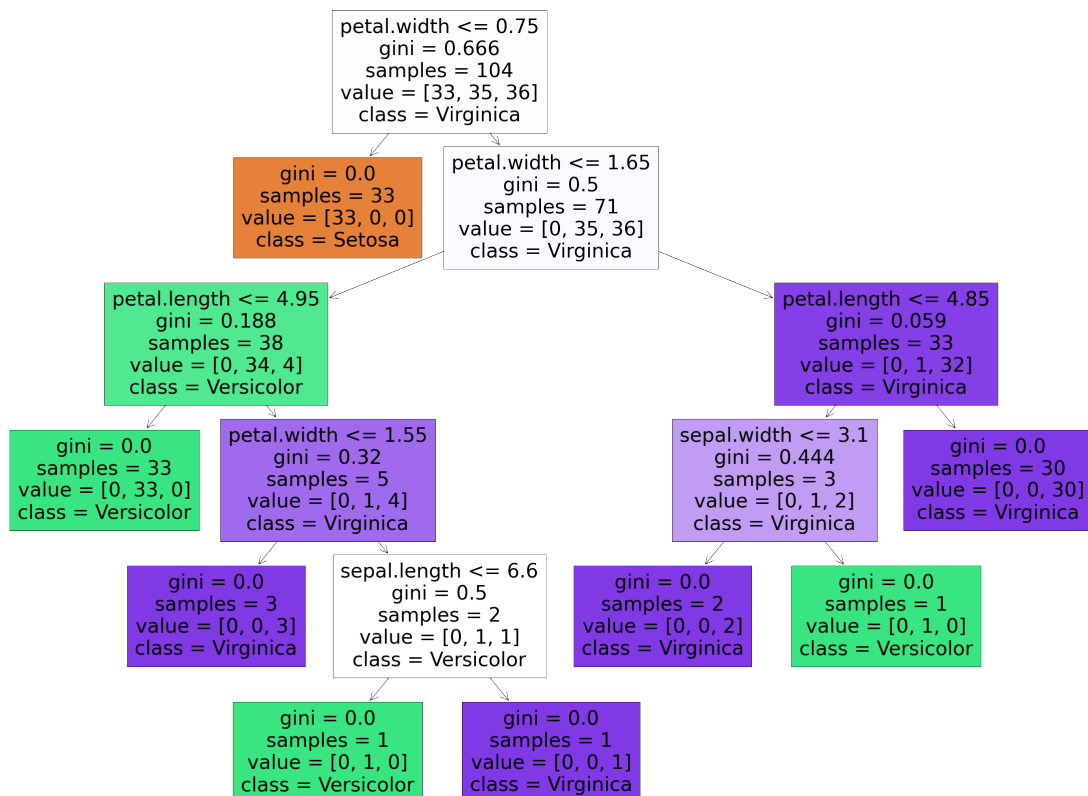 petal.width <= 0.75
gini = 0.666
samples = 104
value = [33, 35, 36]
class = Virginica
gini = 0.0
samples = 33
value = [33, 0, 0]
class = Setosa
petal.width <= 1.65
gini = 0.5
samples = 71
value = [0, 35, 36]
class = Virginica
petal.length <= 4.95
gini = 0.188
samples = 38
value = [0, 34, 4]
class = Versicolor
petal.length <= 4.85
gini = 0.059
samples = 33
value = [0, 1, 32]
class = Virginica
gini = 0.0
samples = 33
value = [0, 33, 0]
class = Versicolor
petal.width <= 1.55
gini = 0.32
samples = 5
value = [0, 1, 4]
class = Virginica
sepal.width <= 3.1
gini = 0.444
samples = 3
value = [0, 1, 2]
class = Virginica
gini = 0.0
samples = 30
value = [0, 0, 30]
class = Virginica
gini = 0.0
samples = 3
value = [0, 0, 3]
class = Virginica
sepal.length <= 6.6
gini = 0.5
samples = 2
value = [0, 1, 1]
class = Versicolor
gini = 0.0
samples = 2
value = [0, 0, 2]
class = Virginica
gini = 0.0
samples = 1
value = [0, 1, 0]
class = Versicolor
gini = 0.0
samples = 1
value = [0, 1, 0]
class = Versicolor
gini = 0.0
samples = 1
value = [0, 0, 1]
class = Virginica